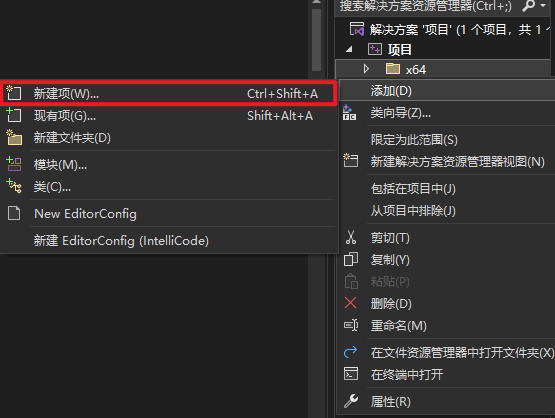 搜索解决方案资源管理器(Ctrl+;)
解决方案 '项目' (1 个项目，共 1
项目
x64
新建项(W)... Ctrl+Shift+A
现有项(G)... Shift+Alt+A
新建文件夹(D)
模块(M)...
类(C)...
New EditorConfig
新建 EditorConfig (IntelliCode)
添加(D)
类向导(Z)...
限定为此范围(S)
新建解决方案资源管理器视图(N)
包括在项目中(J)
从项目中排除(J)
剪切(T)
复制(Y)
粘贴(P)
删除(D)
重命名(M)
在文件资源管理器中打开文件夹(X)
在终端中打开
属性(R)